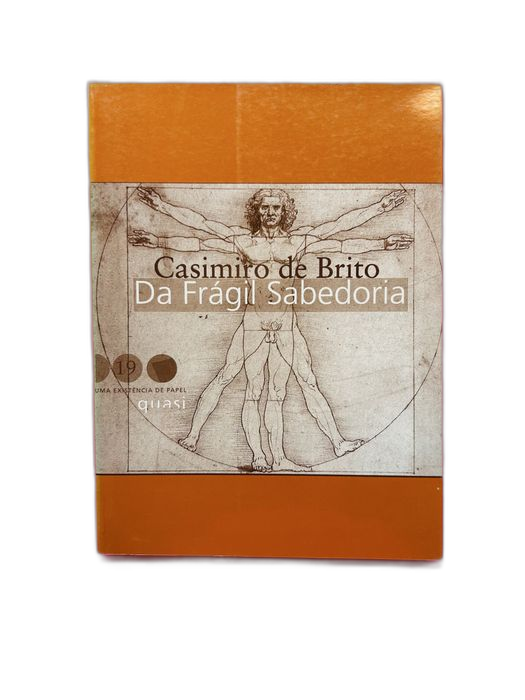 Casimiro de Brito
Da Frágil Sabedoria
19
UMA EXISTÊNCIA DE PAPEL
quasi